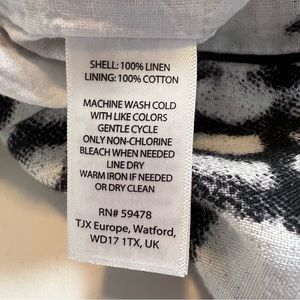 SHELL: 100% LINEN
LINING: 100% COTTON
MACHINE WASH COLD
WITH LIKE COLORS
GENTLE CYCLE
ONLY NON-CHLORINE
BLEACH WHEN NEEDED
LINE DRY
WARM IRON IF NEEDED
OR DRY CLEAN
RN# 59478
TJX Europe, Watford,
WD17 1TX, UK